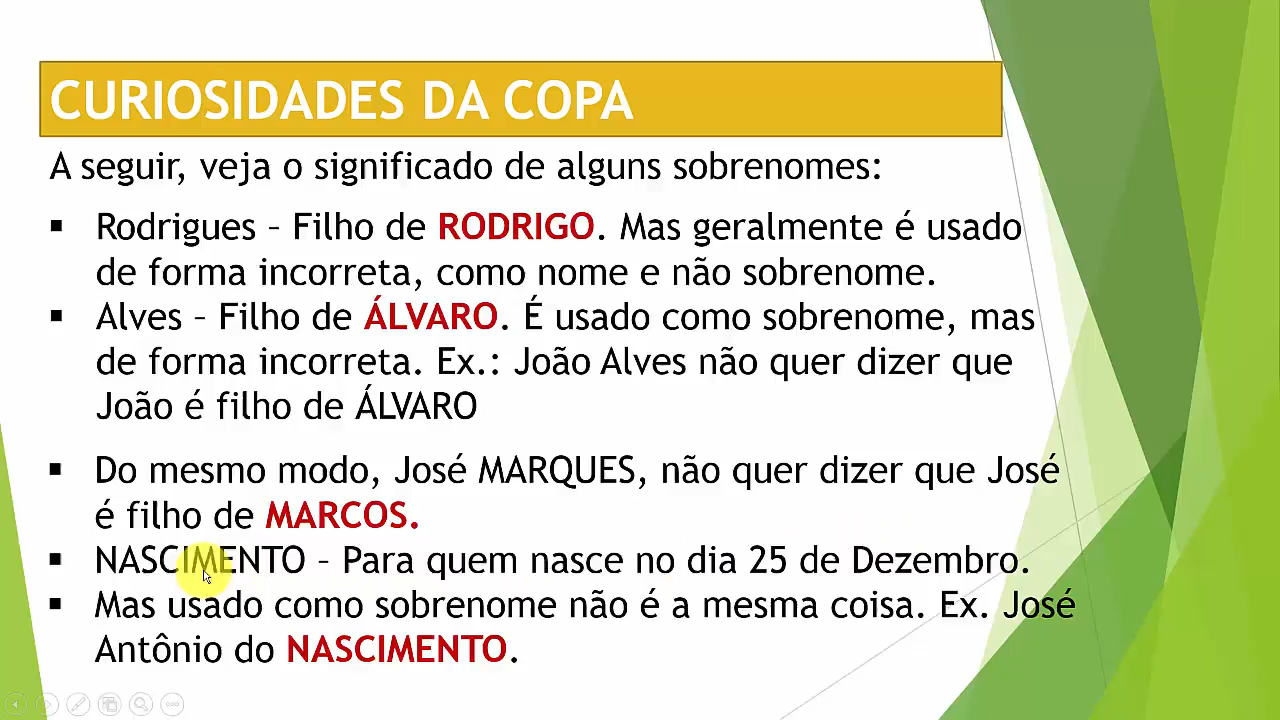 CURIOSIDADES DA COPA
A seguir, veja o significado de alguns sobrenomes:
▪ Rodrigues – Filho de RODRIGO. Mas geralmente é usado
de forma incorreta, como nome e não sobrenome.
▪ Alves – Filho de ÁLVARO. É usado como sobrenome, mas
de forma incorreta. Ex.: João Alves não quer dizer que
João é filho de ÁLVARO
▪ Do mesmo modo, José MARQUES, não quer dizer que José
é filho de MARCOS.
▪ NASCIMENTO – Para quem nasce no dia 25 de Dezembro.
▪ Mas usado como sobrenome não é a mesma coisa. Ex. José
Antônio do NASCIMENTO.